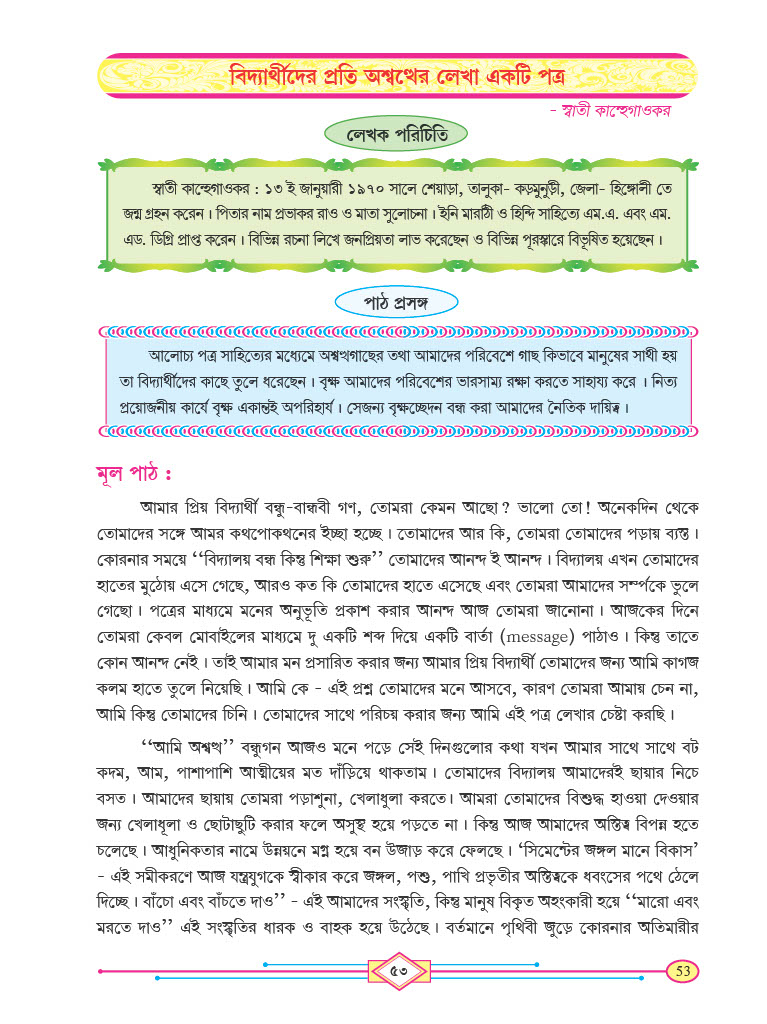 বিদ্যার্থীদের প্রতি অশ্বত্থের লেখা একটি পত্র
- স্বাতী কান্হেগাওকর
লেখক পরিচিতি
স্বাতী কান্হেগাওকর : ১৩ ই জানুয়ারী ১৯৭০ সালে শেয়াড়া, তালুকা- কড়মুনুড়ী, জেলা- হিঙ্গোলী তে
জন্ম গ্রহন করেন। পিতার নাম প্রভাকর রাও ও মাতা সুলোচনা। ইনি মারাঠী ও হিন্দি সাহিত্যে এম.এ. এবং এম.
এড. ডিগ্রি প্রাপ্ত করেন। বিভিন্ন রচনা লিখে জনপ্রিয়তা লাভ করেছেন ও বিভিন্ন পূরস্কারে বিভূষিত হয়েছেন।
পাঠ প্রসঙ্গ
আলোচ্য পত্র সাহিত্যের মধ্যেমে অশ্বত্থগাছের তথা আমাদের পরিবেশে গাছ কিভাবে মানুষের সাথী হয়
তা বিদ্যার্থীদের কাছে তুলে ধরেছেন। বৃক্ষ আমাদের পরিবেশের ভারসাম্য রক্ষা করতে সাহায্য করে । নিত্য
প্রয়োজনীয় কার্যে বৃক্ষ একান্তই অপরিহার্য। সেজন্য বৃক্ষচ্ছেদন বন্ধ করা আমাদের নৈতিক দায়িত্ব।
মূল পাঠ :
আমার প্রিয় বিদ্যার্থী বন্ধু-বান্ধবী গণ, তোমরা কেমন আছো? ভালো তো! অনেকদিন থেকে
তোমাদের সঙ্গে আমর কথপোকথনের ইচ্ছা হচ্ছে। তোমাদের আর কি, তোমরা তোমাদের পড়ায় ব্যস্ত।
কোরনার সময়ে ‘‘বিদ্যালয় বন্ধ কিন্তু শিক্ষা শুরু’’ তোমাদের আনন্দ ই আনন্দ। বিদ্যালয় এখন তোমাদের
হাতের মুঠোয় এসে গেছে, আরও কত কি তোমাদের হাতে এসেছে এবং তোমরা আমাদের সর্ম্পকে ভুলে
গেছো। পত্রের মাধ্যমে মনের অনুভূতি প্রকাশ করার আনন্দ আজ তোমরা জানোনা। আজকের দিনে
তোমরা কেবল মোবাইলের মাধ্যমে দু একটি শব্দ দিয়ে একটি বার্তা (message) পাঠাও। কিন্তু তাতে
কোন আনন্দ নেই। তাই আমার মন প্রসারিত করার জন্য আমার প্রিয় বিদ্যার্থী তোমাদের জন্য আমি কাগজ
কলম হাতে তুলে নিয়েছি। আমি কে - এই প্রশ্ন তোমাদের মনে আসবে, কারণ তোমরা আমায় চেন না,
আমি কিন্তু তোমাদের চিনি। তোমাদের সাথে পরিচয় করার জন্য আমি এই পত্র লেখার চেষ্টা করছি।
‘‘আমি অশ্বত্থ’’ বন্ধুগন আজও মনে পড়ে সেই দিনগুলোর কথা যখন আমার সাথে সাথে বট
কদম, আম, পাশাপাশি আত্মীয়ের মত দাঁড়িয়ে থাকতাম। তোমাদের বিদ্যালয় আমাদেরই ছায়ার নিচে
বসত। আমাদের ছায়ায় তোমরা পড়াশুনা, খেলাধুলা করতে। আমরা তোমাদের বিশুদ্ধ হাওয়া দেওয়ার
জন্য খেলাধূলা ও ছোটাছুটি করার ফলে অসুস্থ হয়ে পড়তে না। কিন্তু আজ আমাদের অস্তিত্ব বিপন্ন হতে
চলেছে। আধুনিকতার নামে উন্নয়নে মগ্ন হয়ে বন উজাড় করে ফেলছে। ‘সিমেন্টের জঙ্গল মানে বিকাস’
- এই সমীকরণে আজ যন্ত্রযুগকে স্বীকার করে জঙ্গল, পশু, পাখি প্রভৃতীর অস্তিত্বকে ধবংসের পথে ঠেলে
দিচ্ছে। বাঁচো এবং বাঁচতে দাও’’ - এই আমাদের সংস্কৃতি, কিন্তু মানুষ বিকৃত অহংকারী হয়ে ‘‘মারো এবং
মরতে দাও’’ এই সংস্কৃতির ধারক ও বাহক হয়ে উঠেছে। বর্তমানে পৃথিবী জুড়ে কোরনার অতিমারীর
৫৩
53